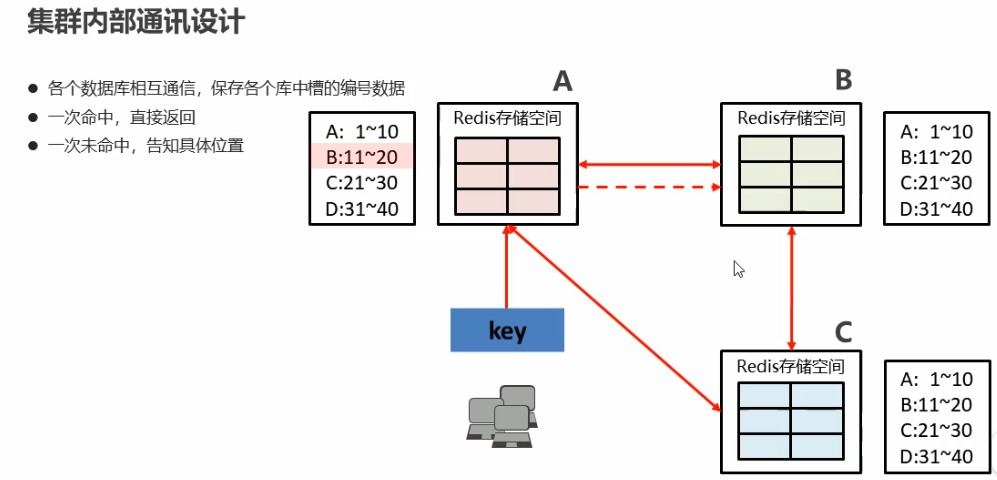 集群内部通讯设计
● 各个数据库相互通信，保存各个库中槽的编号数据
● 一次命中，直接返回
● 一次未命中，告知具体位置
A: 1~10
B:11~20
C:21~30
D:31~40
A
Redis存储空间
B
Redis存储空间
A: 1~10
B:11~20
C:21~30
D:31~40
key
C
Redis存储空间
A: 1~10
B:11~20
C:21~30
D:31~40